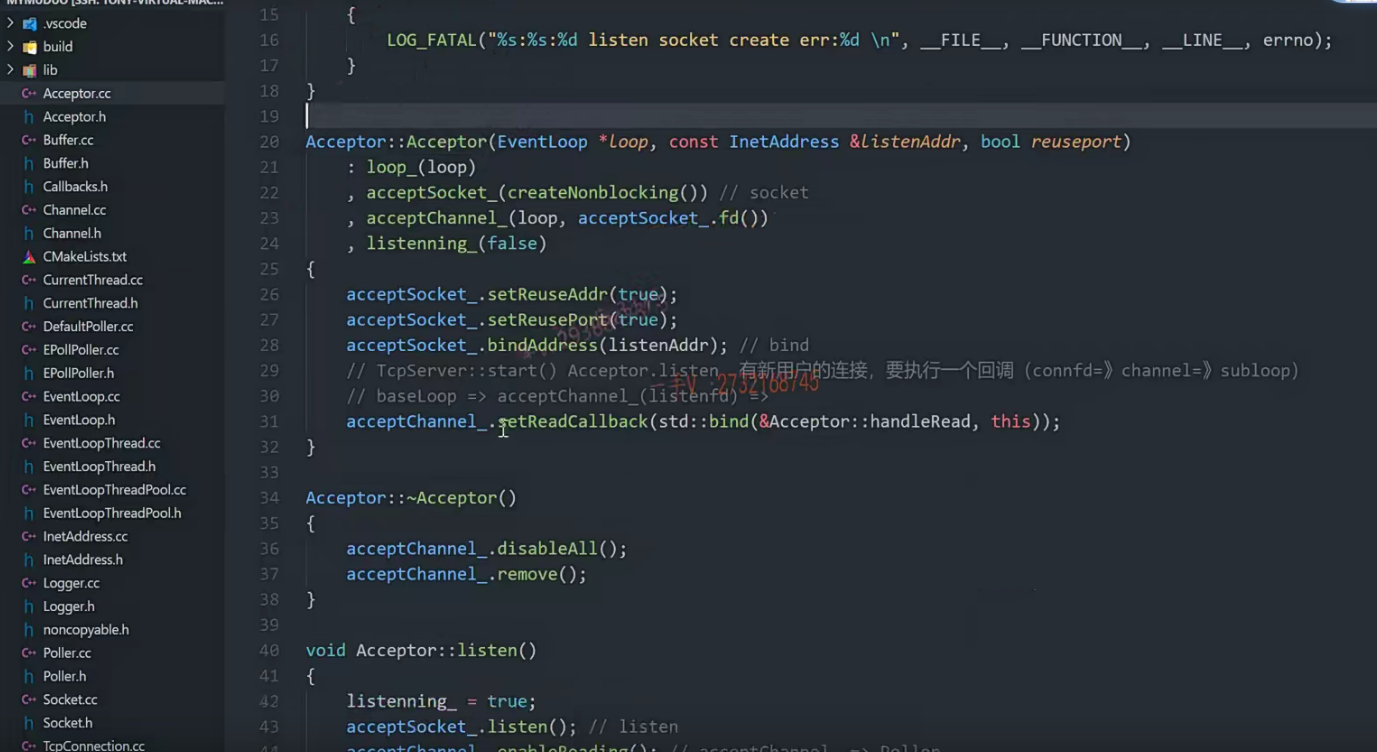 MYMUDUO [SSH: TONY-VIRTUAL-MAC...
.vscode
build
lib
Acceptor.cc
Acceptor.h
Buffer.cc
Buffer.h
Callbacks.h
Channel.cc
Channel.h
CMakeLists.txt
CurrentThread.cc
CurrentThread.h
DefaultPoller.cc
EPollPoller.cc
EPollPoller.h
EventLoop.cc
EventLoop.h
EventLoopThread.cc
EventLoopThread.h
EventLoopThreadPool.cc
EventLoopThreadPool.h
InetAddress.cc
InetAddress.h
Logger.cc
Logger.h
noncopyable.h
Poller.cc
Poller.h
Socket.cc
Socket.h
TcpConnection.cc
15 {
16 LOG_FATAL("%s:%s:%d listen socket create err:%d \n", __FILE__, __FUNCTION__, __LINE__, errno);
17 }
18 }
19
20 Acceptor::Acceptor(EventLoop *loop, const InetAddress &listenAddr, bool reuseport)
21 : loop_(loop)
22 , acceptSocket_(createNonblocking()) // socket
23 , acceptChannel_(loop, acceptSocket_.fd())
24 , listenning_(false)
25 {
26 acceptSocket_.setReuseAddr(true);
27 acceptSocket_.setReusePort(true);
28 acceptSocket_.bindAddress(listenAddr); // bind
29 // TcpServer::start() Acceptor.listen 有新用户的连接，要执行一个回调（connfd=》channel=》subloop）
30 // baseLoop => acceptChannel_(listenfd) =>
31 acceptChannel_.setReadCallback(std::bind(&Acceptor::handleRead, this));
32 }
33
34 Acceptor::~Acceptor()
35 {
36 acceptChannel_.disableAll();
37 acceptChannel_.remove();
38 }
39
40 void Acceptor::listen()
41 {
42 listenning_ = true;
43 acceptSocket_.listen(); // listen
44 acceptChannel_.enableReading(); // acceptChannel_ => Poller
一手V：2732168745